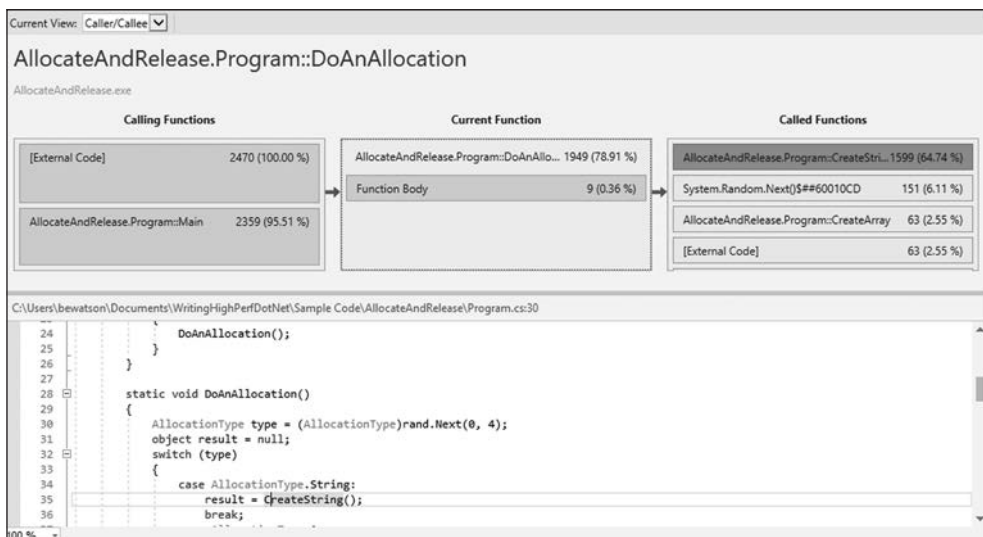 Current View: Caller/Callee
AllocateAndRelease.Program::DoAnAllocation
AllocateAndRelease.exe
Calling Functions
Current Function
Called Functions
[External Code] 2470 (100.00 %)
AllocateAndRelease.Program::Main 2359 (95.51 %)
AllocateAndRelease.Program::DoAnAllo... 1949 (78.91 %)
Function Body 9 (0.36 %)
AllocateAndRelease.Program::CreateStri... 1599 (64.74 %)
System.Random.Next()$##60010CD 151 (6.11 %)
AllocateAndRelease.Program::CreateArray 63 (2.55 %)
[External Code] 63 (2.55 %)
C:\Users\bewatson\Documents\WritingHighPerfDotNet\Sample Code\AllocateAndRelease\Program.cs:30
24 DoAnAllocation();
25 }
26 }
27
28 static void DoAnAllocation()
29 {
30 AllocationType type = (AllocationType)rand.Next(0, 4);
31 object result = null;
32 switch (type)
33 {
34 case AllocationType.String:
35 result = CreateString();
36 break;